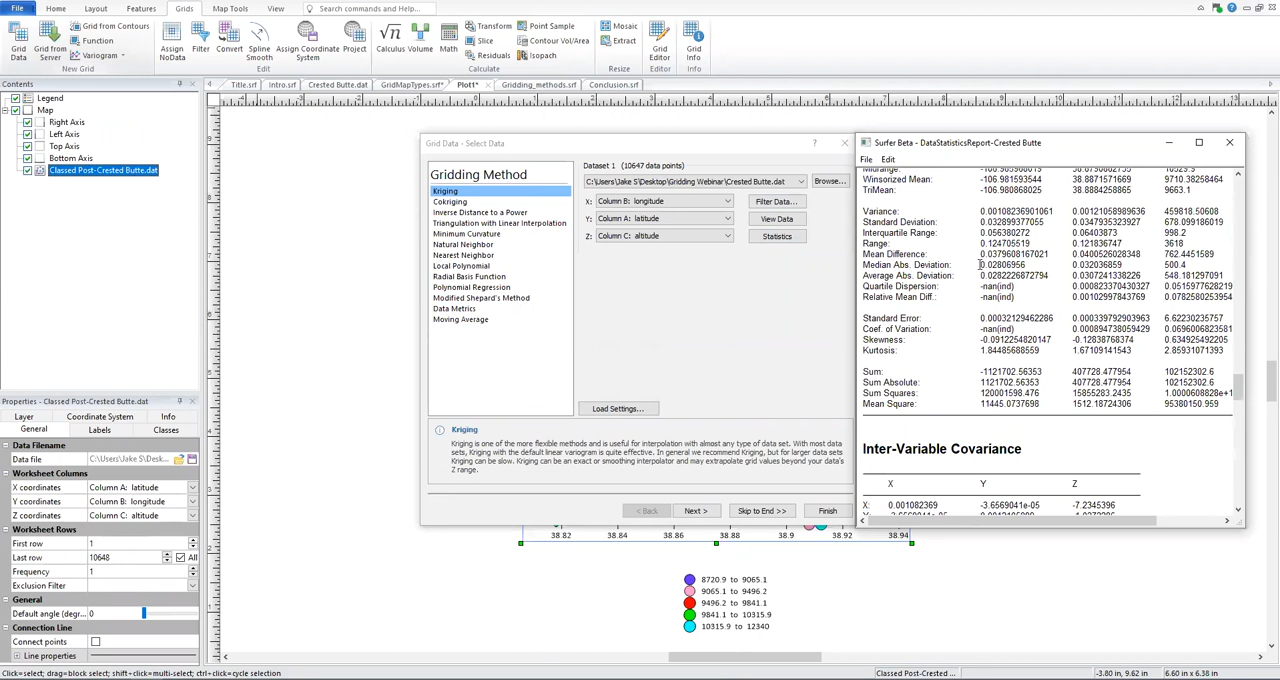 File Home Layout Features Grids Map Tools View Search commands and Help...
Grid Data
Grid from Server
Grid from Contours
Function
Variogram
New Grid
Assign NoData
Filter
Convert
Spline Smooth
Assign Coordinate System
Project
Edit
Calculus
Volume
Math
Transform
Slice
Residuals
Point Sample
Contour Vol/Area
Isopach
Calculate
Mosaic
Extract
Resize
Grid Editor
Editor
Grid Info
Info
Contents
Title.srf Intro.srf Crested Butte.dat GridMapTypes.srf* Plot1* Gridding_methods.srf Conclusion.srf
Legend
Map
Right Axis
Left Axis
Top Axis
Bottom Axis
Classed Post-Crested Butte.dat
Properties - Classed Post-Crested Butte.dat
Layer Coordinate System Info
General Labels Classes
Data Filename
Data file C:\Users\Jake S\Desk...
Worksheet Columns
X coordinates Column A: latitude
Y coordinates Column B: longitude
Z coordinates Column C: altitude
Worksheet Rows
First row 1
Last row 10648 All
Frequency 1
Exclusion Filter
General
Default angle (degr... 0
Connection Line
Connect points
Line properties
Grid Data - Select Data ?
Gridding Method
Kriging
Cokriging
Inverse Distance to a Power
Triangulation with Linear Interpolation
Minimum Curvature
Natural Neighbor
Nearest Neighbor
Local Polynomial
Radial Basis Function
Polynomial Regression
Modified Shepard's Method
Data Metrics
Moving Average
Dataset 1 (10647 data points)
C:\Users\Jake S\Desktop\Gridding Webinar\Crested Butte.dat Browse...
X: Column B: longitude Filter Data...
Y: Column A: latitude View Data
Z: Column C: altitude Statistics
Load Settings...
Kriging
Kriging is one of the more flexible methods and is useful for interpolation with almost any type of data set. With most data
sets, Kriging with the default linear variogram is quite effective. In general we recommend Kriging, but for larger data sets
Kriging can be slow. Kriging can be an exact or smoothing interpolator and may extrapolate grid values beyond your data's
Z range.
< Back Next > Skip to End >> Finish
Surfer Beta - DataStatisticsReport-Crested Butte
File Edit
Winsorized Mean: -106.981593544 38.8871551969 9710.38258464
TriMean: -106.980868025 38.8884258865 9663.1
Variance: 0.00108236901061 0.00121058989636 459818.50608
Standard Deviation: 0.032899377055 0.0347935323927 678.099186019
Interquartile Range: 0.056380272 0.06403873 998.2
Range: 0.124704519 0.121836747 3618
Mean Difference: 0.0379608167021 0.0400526028348 762.4451589
Median Abs. Deviation: 0.02806956 0.032036859 500.4
Average Abs. Deviation: 0.0282226872794 0.0307241338226 548.181297091
Quartile Dispersion: -nan(ind) 0.000823370430327 0.0515977628219
Relative Mean Diff.: -nan(ind) 0.00102997843769 0.0782580253954
Standard Error: 0.00032129462286 0.000339792903963 6.62230235757
Coef. of Variation: -nan(ind) 0.000894738059429 0.0696006823581
Skewness: -0.0912254820147 -0.12838768374 0.634925492205
Kurtosis: 1.84485688559 1.67109141543 2.85931071393
Sum: -1121702.56353 407728.477954 102152302.6
Sum Absolute: 1121702.56353 407728.477954 102152302.6
Sum Squares: 120001598.476 15855283.2435 1.0000608828e+1
Mean Square: 11445.0737698 1512.18724306 95380150.959
Inter-Variable Covariance
X Y Z
X: 0.001082369 -3.6569041e-05 -7.2345396
38.82 38.84 38.86 38.88 38.9 38.92 38.94
8720.9 to 9065.1
9065.1 to 9496.2
9496.2 to 9841.1
9841.1 to 10315.9
10315.9 to 12340
Click=select; drag=block select; shift+click=multi-select; ctrl+click=cycle selection Classed Post-Crested ... -3.80 in, 9.62 in 6.60 in x 6.38 in